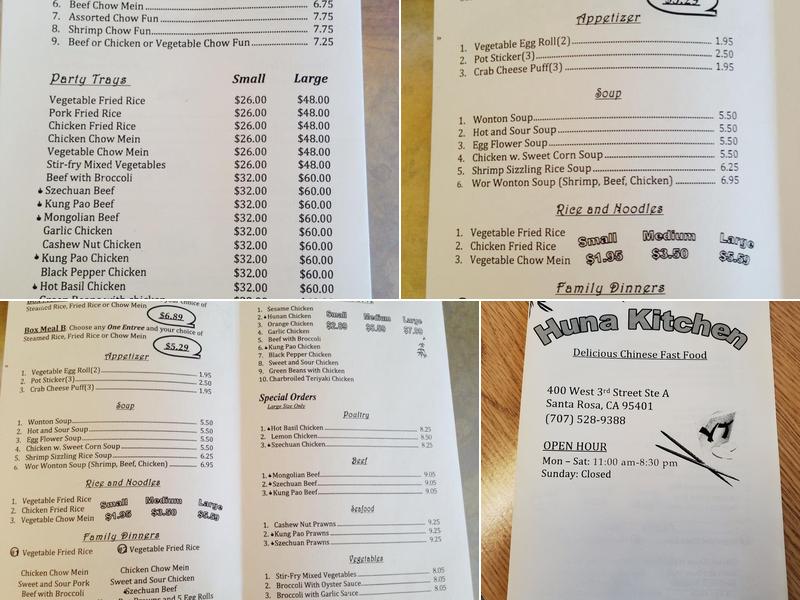 6. Beef Chow Mein 6.75
7. Assorted Chow Fun 7.75
8. Shrimp Chow Fun 7.75
9. Beef or Chicken or Vegetable Chow Fun 7.25
Party Trays Small Large
Vegetable Fried Rice $26.00 $48.00
Pork Fried Rice $26.00 $48.00
Chicken Fried Rice $26.00 $48.00
Chicken Chow Mein $26.00 $48.00
Vegetable Chow Mein $26.00 $48.00
Stir-fry Mixed Vegetables $26.00 $48.00
Beef with Broccoli $32.00 $60.00
Szechuan Beef $32.00 $60.00
Kung Pao Beef $32.00 $60.00
Mongolian Beef $32.00 $60.00
Garlic Chicken $32.00 $60.00
Cashew Nut Chicken $32.00 $60.00
Kung Pao Chicken $32.00 $60.00
Black Pepper Chicken $32.00 $60.00
Hot Basil Chicken $32.00 $60.00
Green Beans with chicken
$5.29
Appetizer
1. Vegetable Egg Roll(2) 1.95
2. Pot Sticker(3) 2.50
3. Crab Cheese Puff(3) 1.95
Soup
1. Wonton Soup 5.50
2. Hot and Sour Soup 5.50
3. Egg Flower Soup 5.50
4. Chicken w. Sweet Corn Soup 5.50
5. Shrimp Sizzling Rice Soup 6.25
6. Wor Wonton Soup (Shrimp, Beef, Chicken) 6.95
Rice and Noodles
1. Vegetable Fried Rice
2. Chicken Fried Rice
3. Vegetable Chow Mein
Small Medium Large
$1.95 $3.50 $5.59
Family Dinners
Steamed Rice, Fried Rice or Chow Mein
$6.89
Box Meal B: Choose any One Entree and your choice of
Steamed Rice, Fried Rice or Chow Mein
$5.29
Appetizer
1. Vegetable Egg Roll(2) 1.95
2. Pot Sticker(3) 2.50
3. Crab Cheese Puff(3) 1.95
Soup
1. Wonton Soup 5.50
2. Hot and Sour Soup 5.50
3. Egg Flower Soup 5.50
4. Chicken w. Sweet Corn Soup 5.50
5. Shrimp Sizzling Rice Soup 6.25
6. Wor Wonton Soup (Shrimp, Beef, Chicken) 6.95
Rice and Noodles
1. Vegetable Fried Rice
2. Chicken Fried Rice
3. Vegetable Chow Mein
Small Medium Large
$1.95 $3.50 $5.59
Family Dinners
Vegetable Fried Rice
Chicken Chow Mein
Sweet and Sour Pork
Beef with Broccoli
Vegetable Fried Rice
Chicken Chow Mein
Sweet and Sour Chicken
Szechuan Beef
Prawns and 5 Egg Rolls
1. Sesame Chicken
2. Hunan Chicken
3. Orange Chicken
4. Garlic Chicken
5. Beef with Broccoli
6. Kung Pao Chicken
7. Black Pepper Chicken
8. Sweet and Sour Chicken
9. Green Beans with Chicken
10. Charbroiled Teriyaki Chicken
Small Medium Large
$2.99 $5.99
Special Orders
Large Size Only
Poultry
1. Hot Basil Chicken 8.25
2. Lemon Chicken 8.50
3. Szechuan Chicken 8.25
Beef
1. Mongolian Beef 9.05
2. Szechuan Beef 9.05
3. Kung Pao Beef 9.05
Seafood
1. Cashew Nut Prawns 9.25
2. Kung Pao Prawns 9.25
3. Szechuan Prawns 9.25
Vegetables
1. Stir-Fry Mixed Vegetables 8.05
2. Broccoli With Oyster Sauce 8.05
3. Broccoli with Garlic Sauce 8.05
Huna Kitchen
Delicious Chinese Fast Food
400 West 3rd Street Ste A
Santa Rosa, CA 95401
(707) 528-9388
OPEN HOUR
Mon – Sat: 11:00 am-8:30 pm
Sunday: Closed